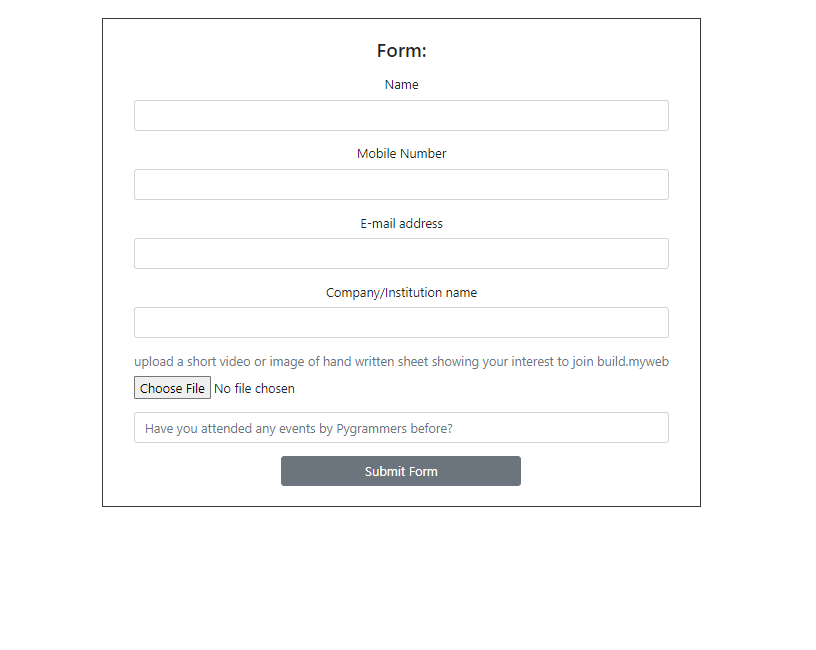 Form:
Name
Mobile Number
E-mail address
Company/Institution name
upload a short video or image of hand written sheet showing your interest to join build.myweb
Choose File No file chosen
Have you attended any events by Pygrammers before?
Submit Form